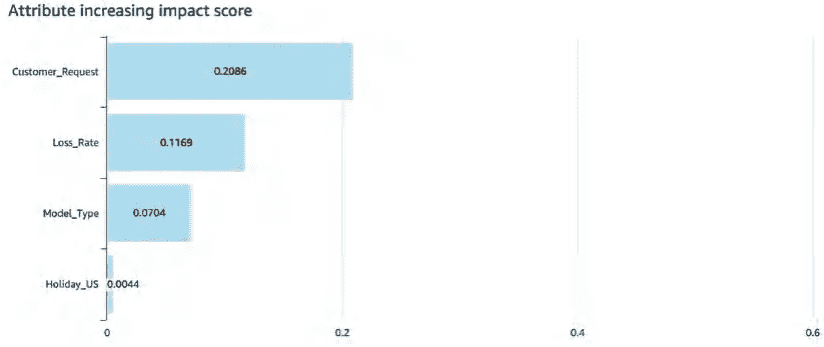 Attribute increasing impact score
Customer_Request
0.2086
Loss_Rate
0.1169
Model_Type
0.0704
Holiday_US
0.0044
0
0.2
0.4
0.6